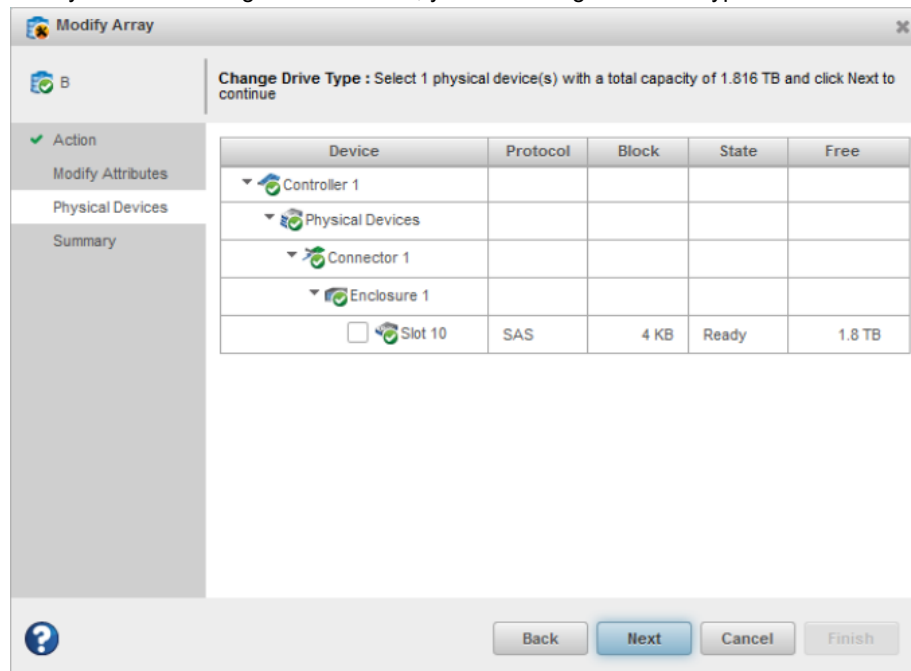 Modify Array
B
Change Drive Type : Select 1 physical device(s) with a total capacity of 1.816 TB and click Next to
continue
Action
Modify Attributes
Physical Devices
Summary
Device Protocol Block State Free
Controller 1
Physical Devices
Connector 1
Enclosure 1
Slot 10 SAS 4 KB Ready 1.8 TB
? Back Next Cancel Finish